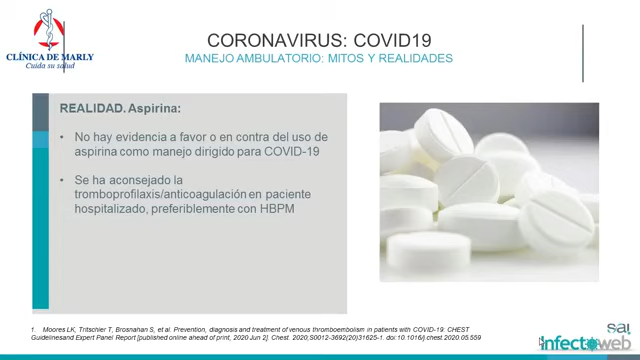 CLÍNICA DE MARLY
Cuida su salud
CORONAVIRUS: COVID19
MANEJO AMBULATORIO: MITOS Y REALIDADES
REALIDAD. Aspirina:
• No hay evidencia a favor o en contra del uso de
aspirina como manejo dirigido para COVID-19
• Se ha aconsejado la
tromboprofilaxis/anticoagulación en paciente
hospitalizado, preferiblemente con HBPM
1. Moores LK, Tritschler T, Brosnahan S, et al. Prevention, diagnosis and treatment of venous thromboembolism in patients with COVID-19. CHEST
Guidelinesand Expert Panel Report [published online ahead of print, 2020 Jun 2]. Chest. 2020;S0012-3692(20)31625-1. doi:10.1016/j.chest.2020.05.559
sai
infectoweb